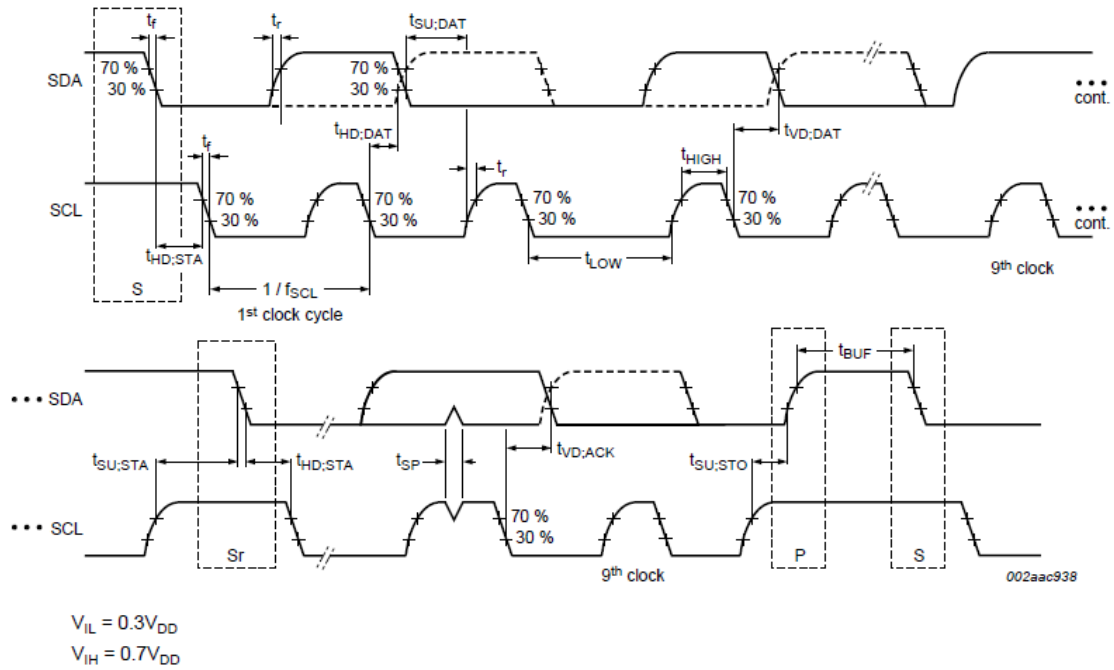 tf
tr
tSU;DAT
SDA
70 %
30 %
70 %
30 %
cont.
tHD;DAT
tVD;DAT
tf
tr
tHIGH
SCL
70 %
30 %
70 %
30 %
70 %
30 %
70 %
30 %
cont.
tHD;STA
tLOW
9th clock
S
1 / fSCL
1st clock cycle
tBUF
••• SDA
tSU;STA
tHD;STA
tSP
tVD;ACK
tSU;STO
••• SCL
70 %
30 %
Sr
9th clock
P
S
002aac938
VIL = 0.3VDD
VIH = 0.7VDD